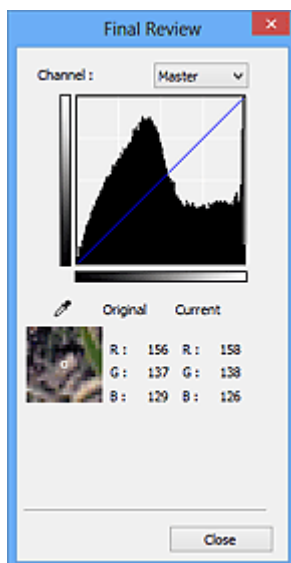 Final Review
Channel : Master
Original Current
R : 156 R : 158
G : 137 G : 138
B : 129 B : 126
Close